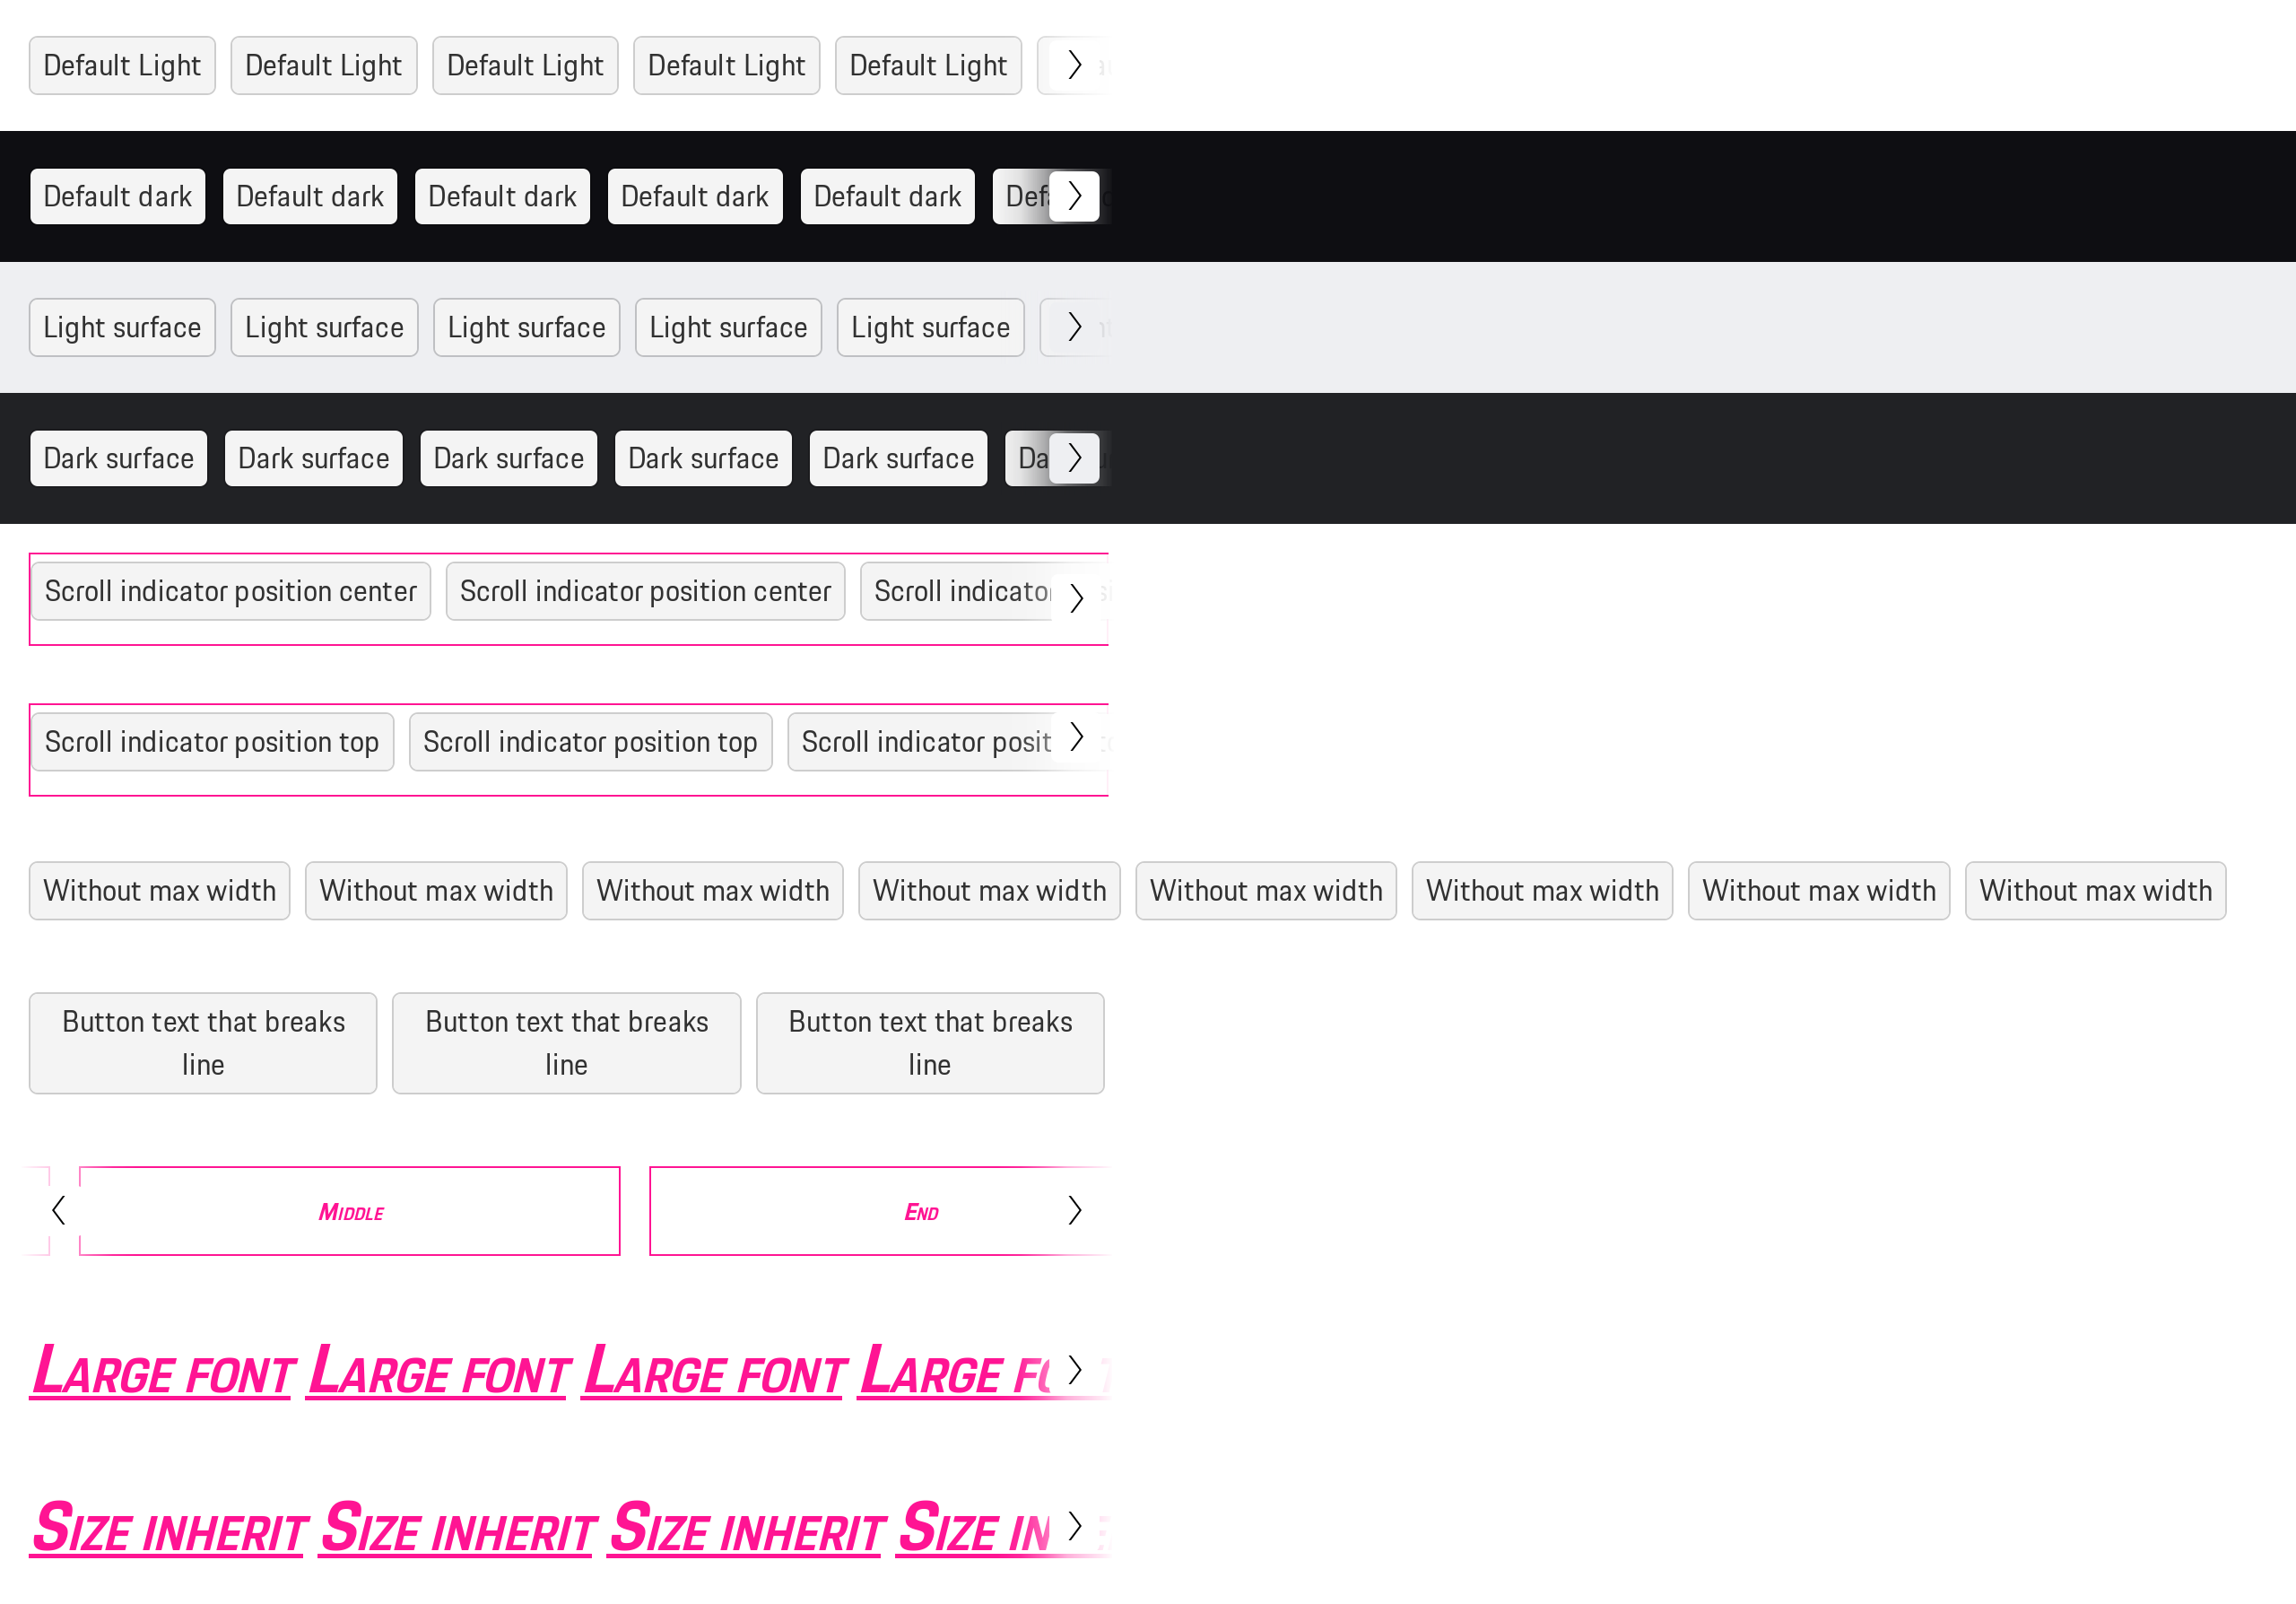 Default Light Default Light Default Light Default Light Default Light
Default dark Default dark Default dark Default dark Default dark
Light surface Light surface Light surface Light surface Light surface
Dark surface Dark surface Dark surface Dark surface Dark surface
Scroll indicator position center Scroll indicator position center Scroll indicator
Scroll indicator position top Scroll indicator position top Scroll indicator
Without max width Without max width Without max width Without max width Without max width Without max width Without max width Without max width
Button text that breaks Button text that breaks Button text that breaks
line line line
Middle End
Large font Large font Large font Large
Size inherit Size inherit Size inherit Size